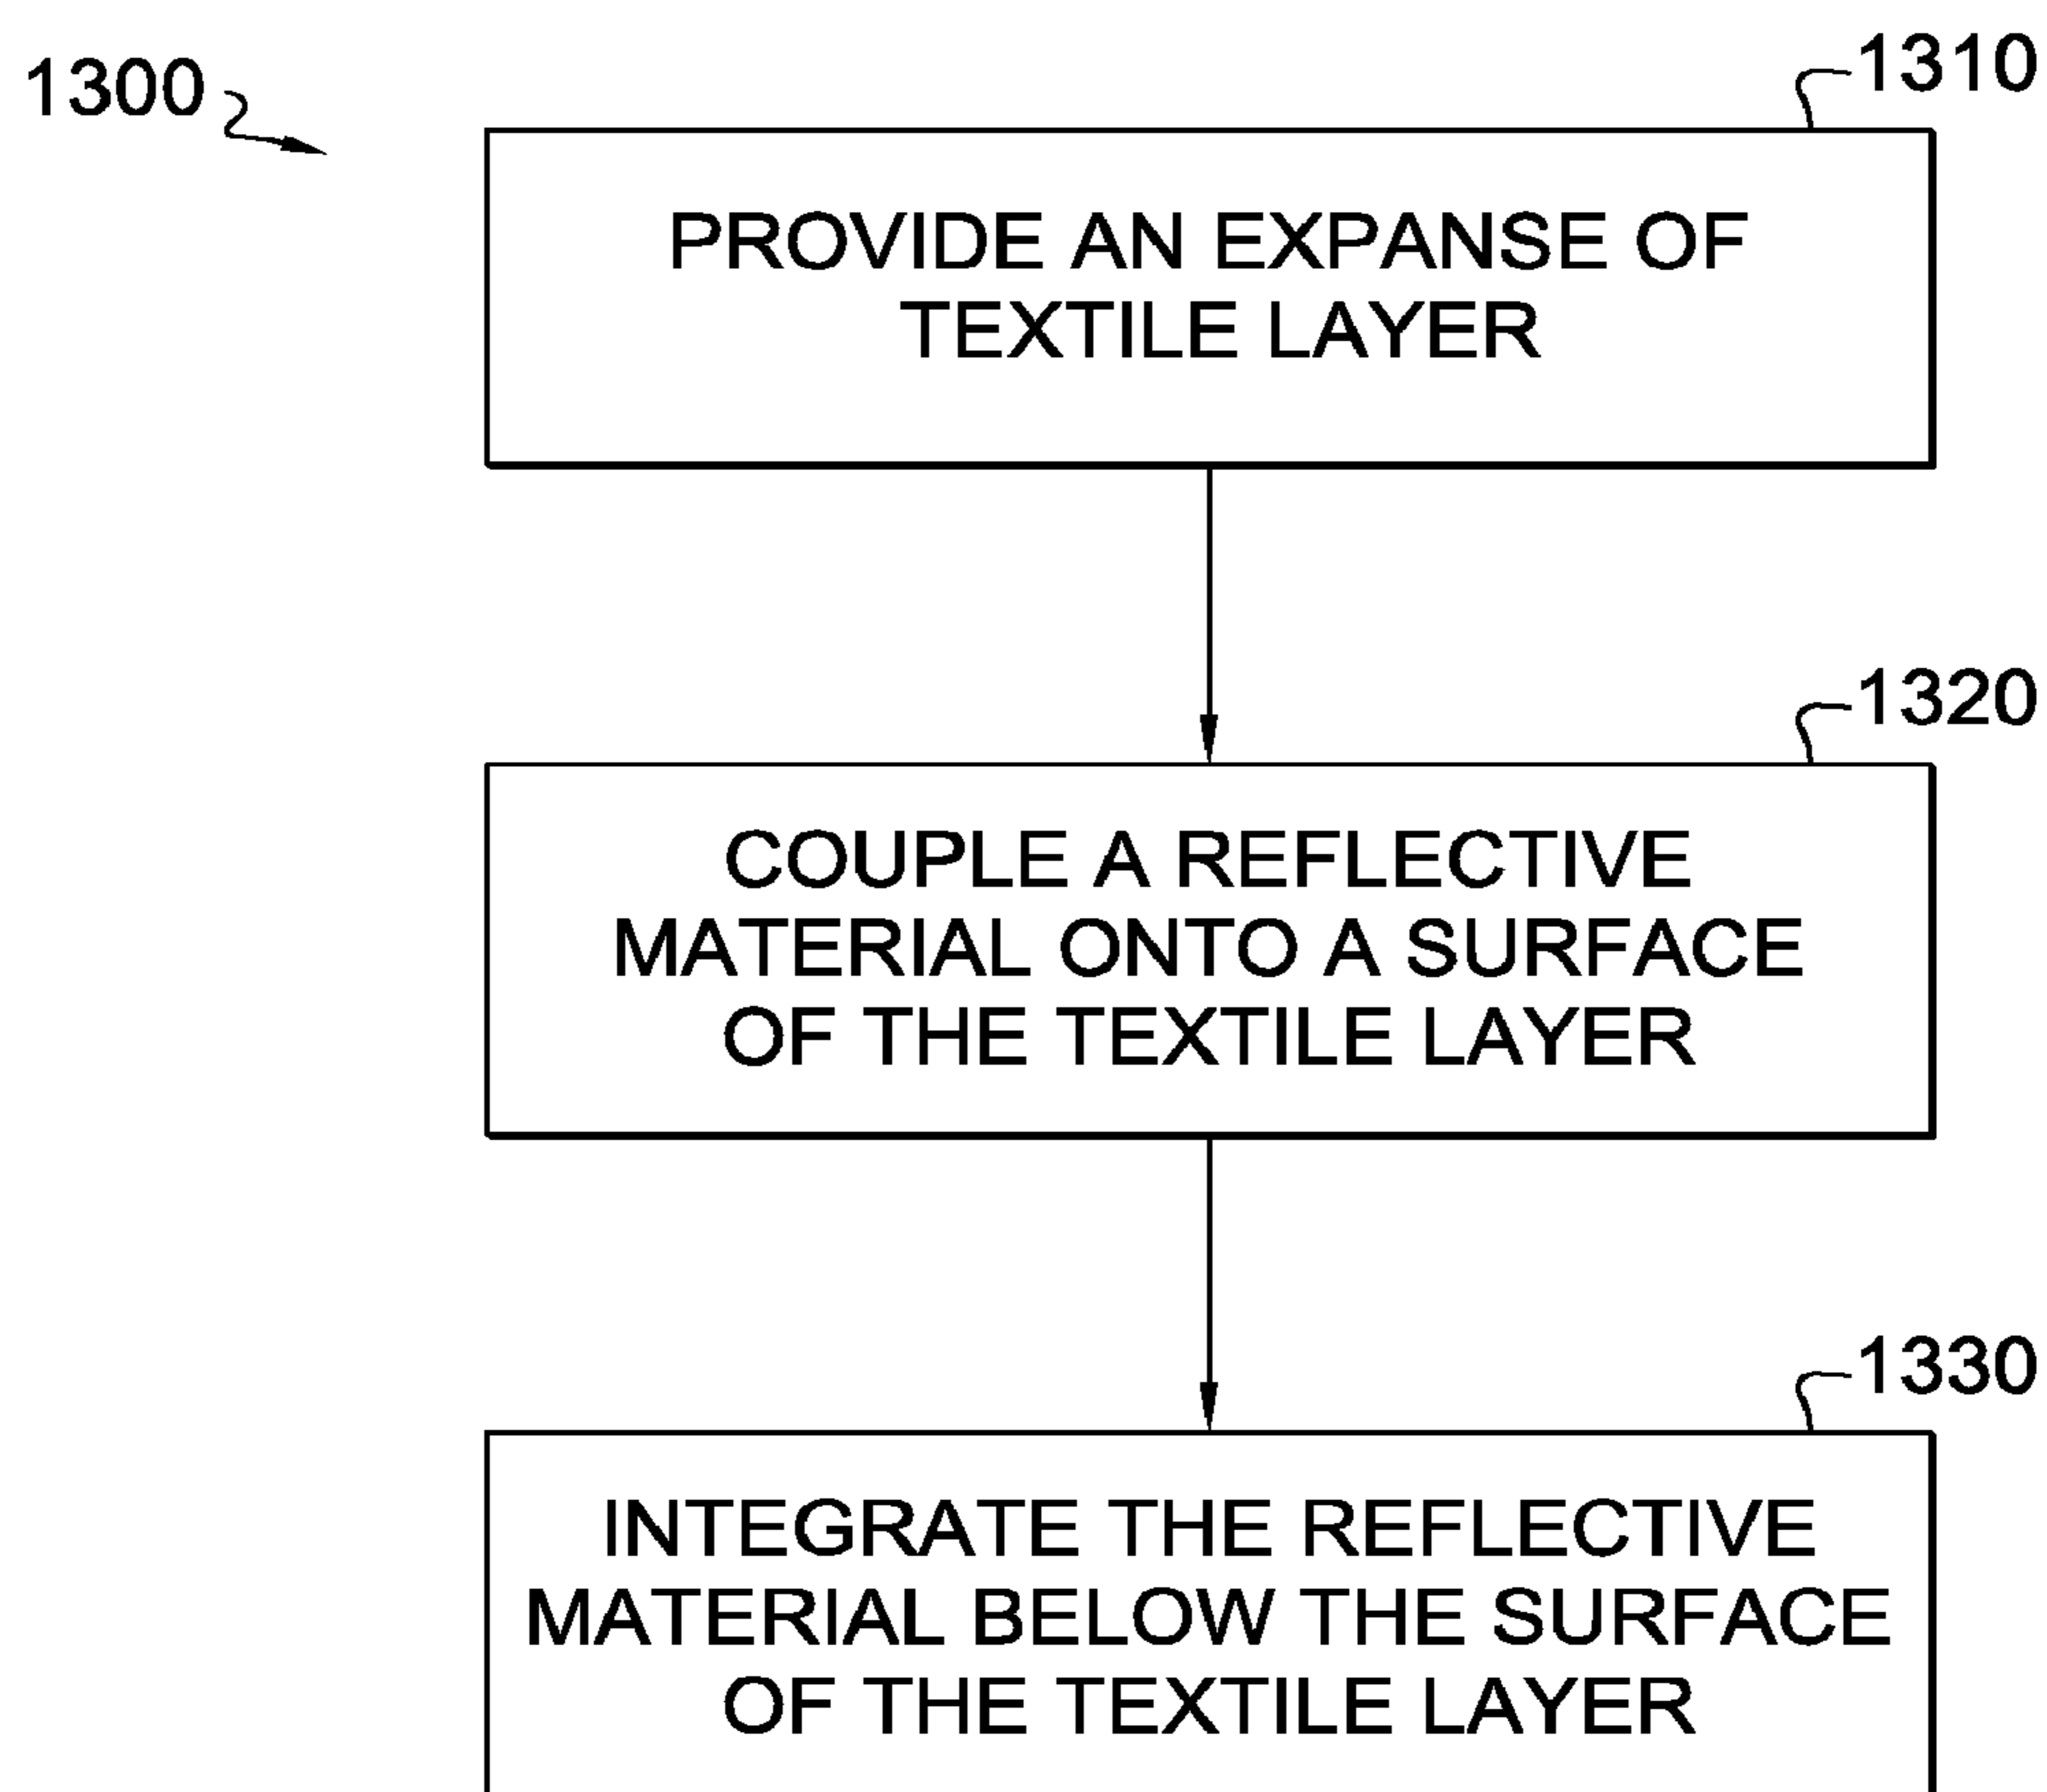 1300
1310
PROVIDE AN EXPANSE OF
TEXTILE LAYER
1320
COUPLE A REFLECTIVE
MATERIAL ONTO A SURFACE
OF THE TEXTILE LAYER
1330
INTEGRATE THE REFLECTIVE
MATERIAL BELOW THE SURFACE
OF THE TEXTILE LAYER